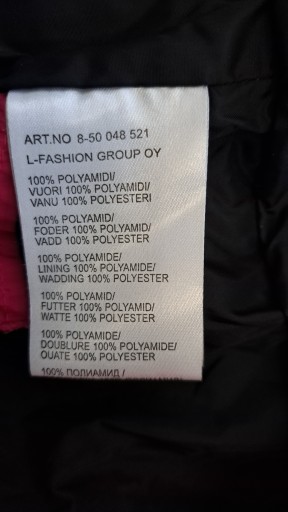 ART.NO 8-50 048 521
L-FASHION GROUP OY
100% POLYAMIDI/
VUORI 100% POLYAMIDI/
VANU 100% POLYESTERI
100% POLYAMID/
FODER 100% POLYAMID/
VADD 100% POLYESTER
100% POLYAMIDE/
LINING 100% POLYAMIDE/
WADDING 100% POLYESTER
100% POLYAMID/
FUTTER 100% POLYAMID/
WATTE 100% POLYESTER
100% POLYAMIDE/
DOUBLURE 100% POLYAMIDE/
OUATE 100% POLYESTER
100% ПОЛИАМИД /